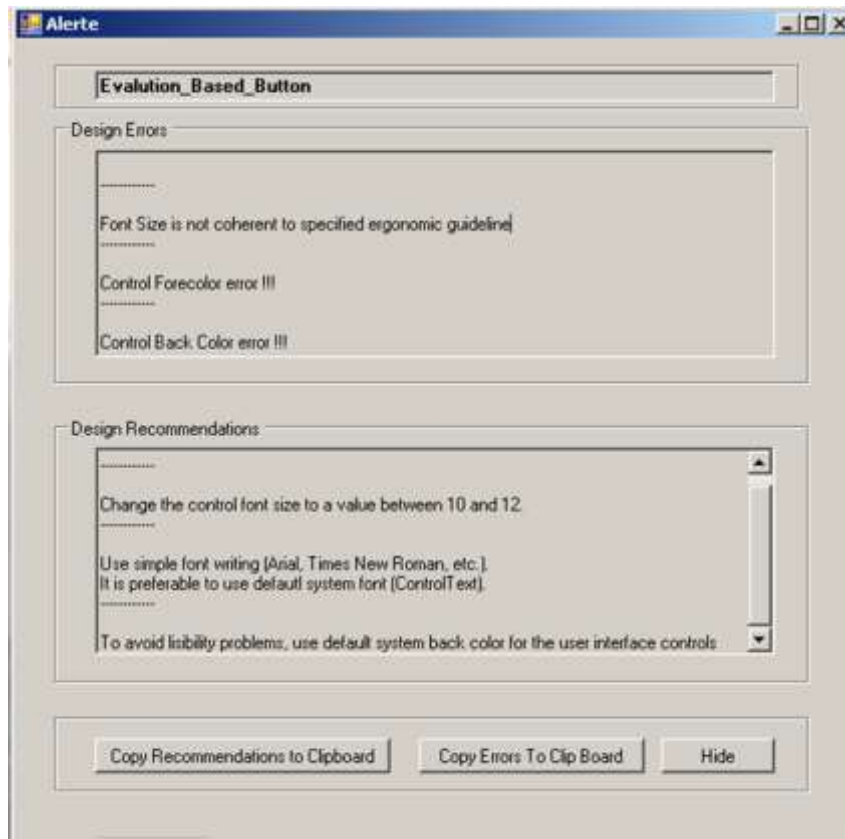 Alerte
Evalution_Based_Button
Design Errors
------------
Font Size is not coherent to specified ergonomic guideline
------------
Control Forecolor error !!!
------------
Control Back Color error !!!
Design Recommendations
------------
Change the control font size to a value between 10 and 12.
------------
Use simple font writing (Arial, Times New Roman, etc.).
It is preferable to use defautl system font (ControlText).
------------
To avoid lisibility problems, use default system back color for the user interface controls
Copy Recommendations to Clipboard
Copy Errors To Clip Board
Hide